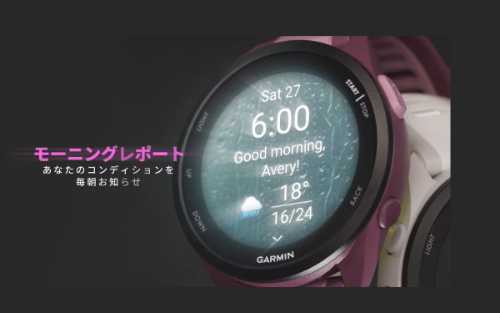 モーニングレポート
あなたのコンディションを
毎朝お知らせ
Sat 27
6:00
Good morning,
Avery!
18°
16/24
GARMIN
LIGHT
UP
DOWN
START
STOP
BACK
LIGHT